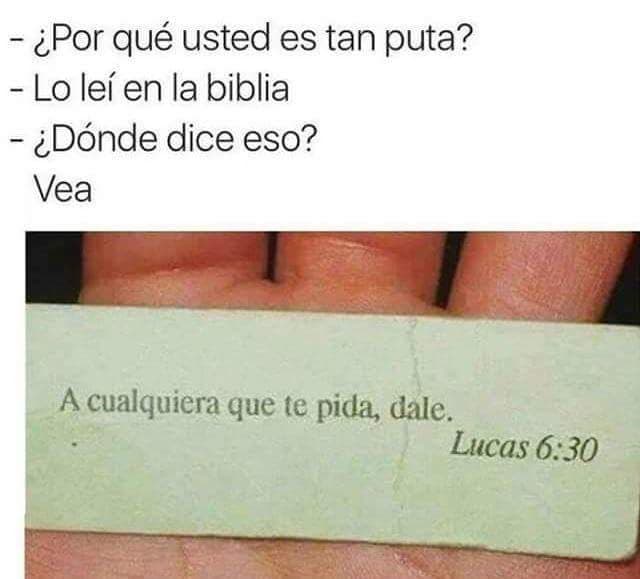 - ¿Por qué usted es tan puta?
- Lo leí en la biblia
- ¿Dónde dice eso?
Vea
A cualquiera que te pida, dale.
Lucas 6:30